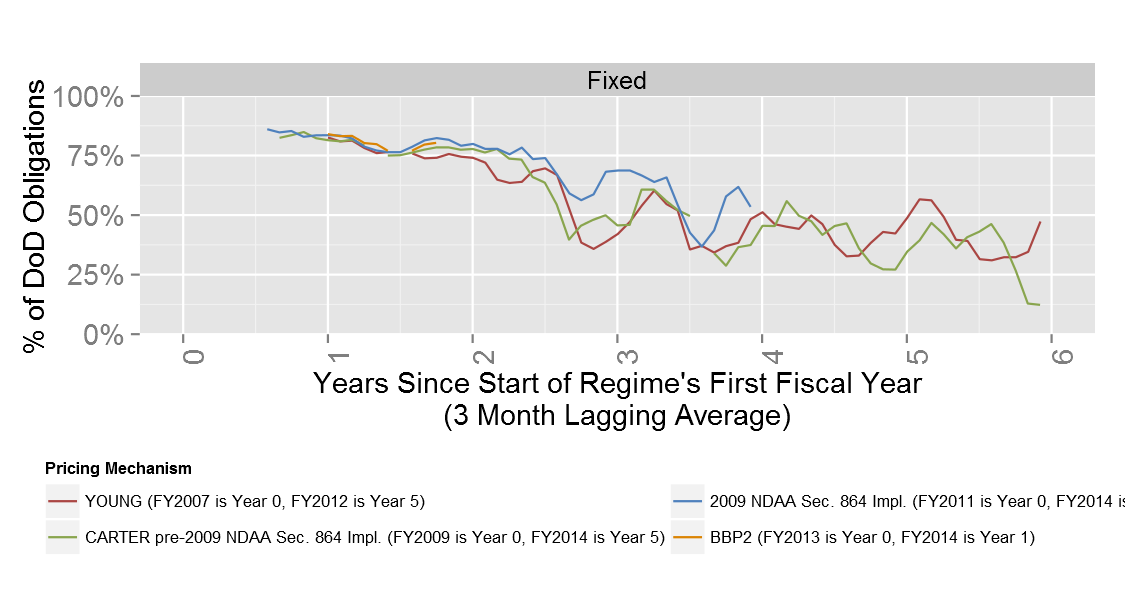 Fixed
% of DoD Obligations
100%
75%
50%
25%
0%
0
1
2
3
4
5
6
Years Since Start of Regime's First Fiscal Year
(3 Month Lagging Average)
Pricing Mechanism
YOUNG (FY2007 is Year 0, FY2012 is Year 5)
2009 NDAA Sec. 864 Impl. (FY2011 is Year 0, FY2014 is
CARTER pre-2009 NDAA Sec. 864 Impl. (FY2009 is Year 0, FY2014 is Year 5)
BBP2 (FY2013 is Year 0, FY2014 is Year 1)